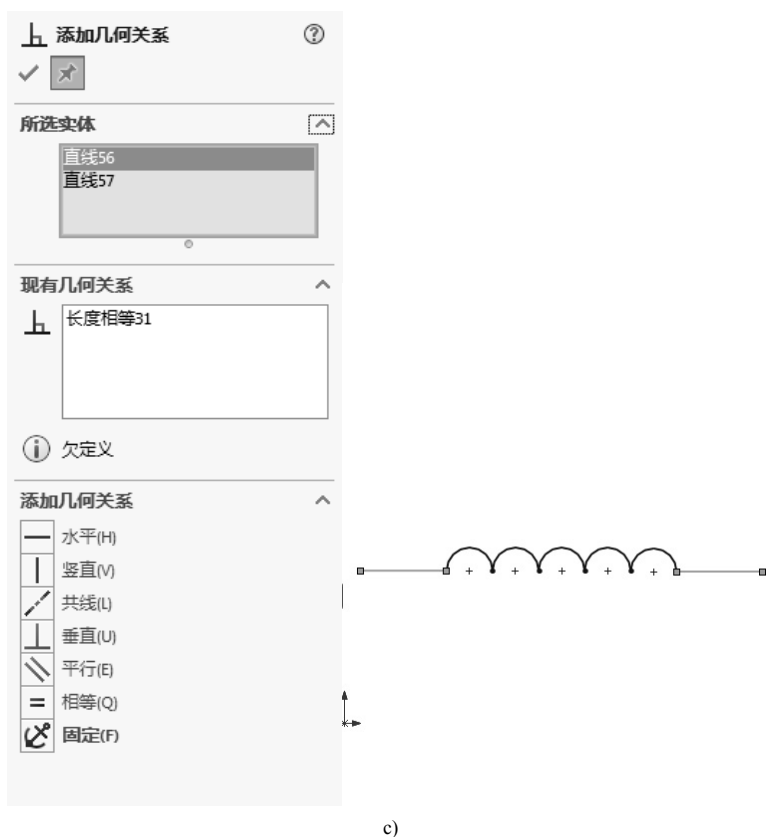 添加几何关系
所选实体
直线56
直线57
现有几何关系
长度相等31
欠定义
添加几何关系
水平(H)
竖直(V)
共线(L)
垂直(U)
平行(E)
相等(Q)
固定(F)
c)